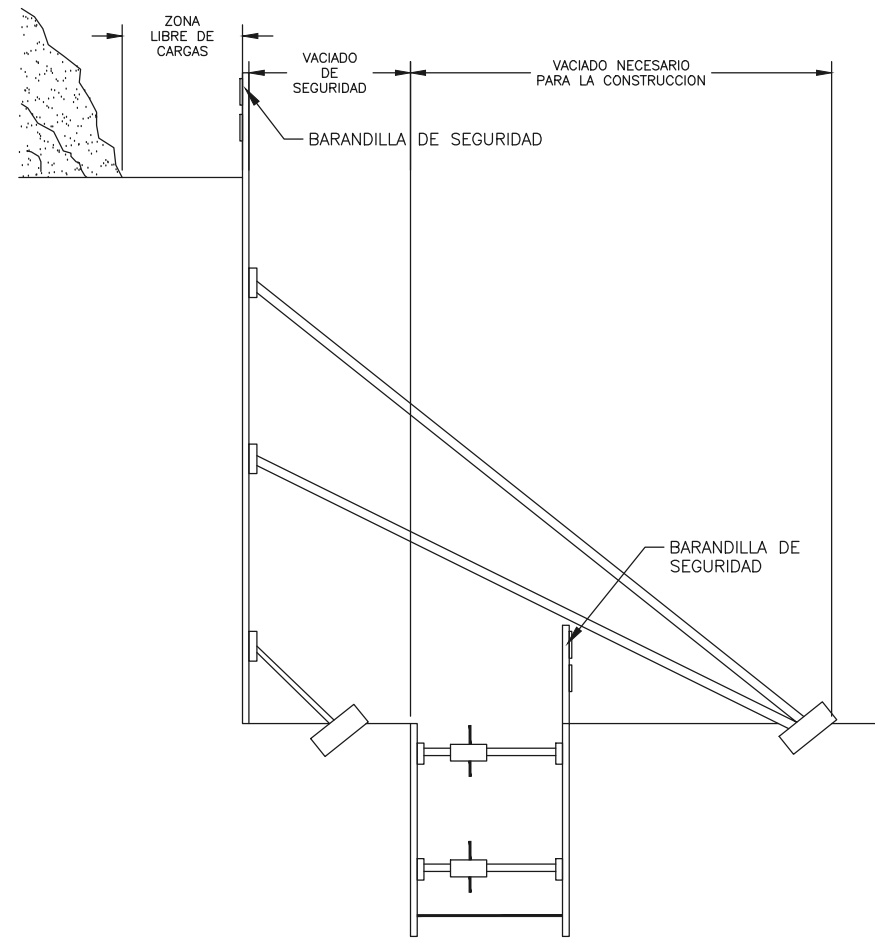 ZONA
LIBRE DE
CARGAS
VACIADO
DE
SEGURIDAD
VACIADO NECESARIO
PARA LA CONSTRUCCION
BARANDILLA DE SEGURIDAD
BARANDILLA DE
SEGURIDAD